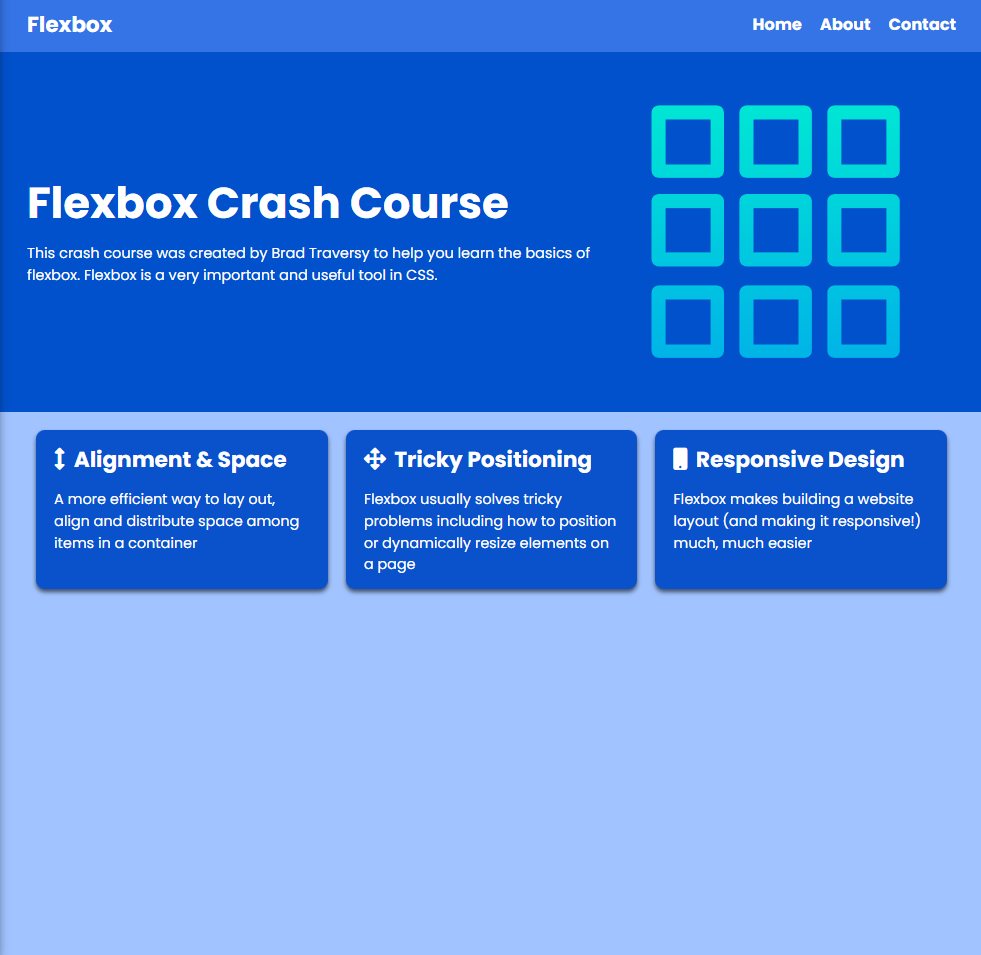 Flexbox
Home About Contact
Flexbox Crash Course
This crash course was created by Brad Traversy to help you learn the basics of
flexbox. Flexbox is a very important and useful tool in CSS.
Alignment & Space
A more efficient way to lay out,
align and distribute space among
items in a container
Tricky Positioning
Flexbox usually solves tricky
problems including how to position
or dynamically resize elements on
a page
Responsive Design
Flexbox makes building a website
layout (and making it responsive!)
much, much easier